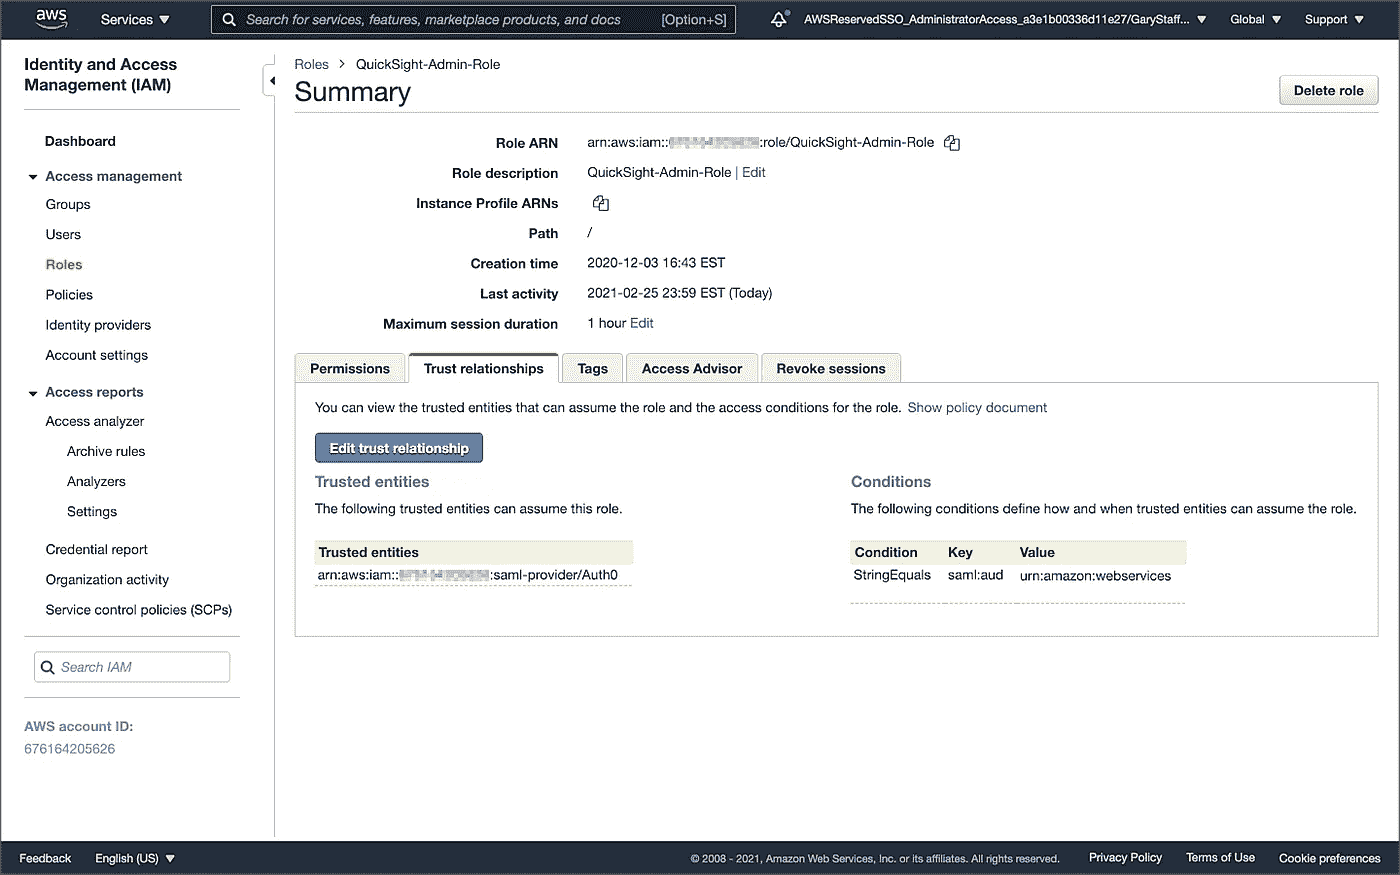 aws Services Search for services, features, marketplace products, and docs [Option+S] AWSReservedSSO_AdministratorAccess_a3e1b00336d11e27/GaryStaff... Global Support
Identity and Access
Management (IAM)
Dashboard
Access management
Groups
Users
Roles
Policies
Identity providers
Account settings
Access reports
Access analyzer
Archive rules
Analyzers
Settings
Credential report
Organization activity
Service control policies (SCPs)
Search IAM
AWS account ID:
676164205626
Roles > QuickSight-Admin-Role
Summary
Delete role
Role ARN arn:aws:iam:: :role/QuickSight-Admin-Role
Role description QuickSight-Admin-Role | Edit
Instance Profile ARNs
Path /
Creation time 2020-12-03 16:43 EST
Last activity 2021-02-25 23:59 EST (Today)
Maximum session duration 1 hour Edit
Permissions Trust relationships Tags Access Advisor Revoke sessions
You can view the trusted entities that can assume the role and the access conditions for the role. Show policy document
Edit trust relationship
Trusted entities
The following trusted entities can assume this role.
Trusted entities
arn:aws:iam:: :saml-provider/Auth0
Conditions
The following conditions define how and when trusted entities can assume the role.
Condition Key Value
StringEquals saml:aud urn:amazon:webservices
Feedback English (US) © 2008 - 2021, Amazon Web Services, Inc. or its affiliates. All rights reserved. Privacy Policy Terms of Use Cookie preferences